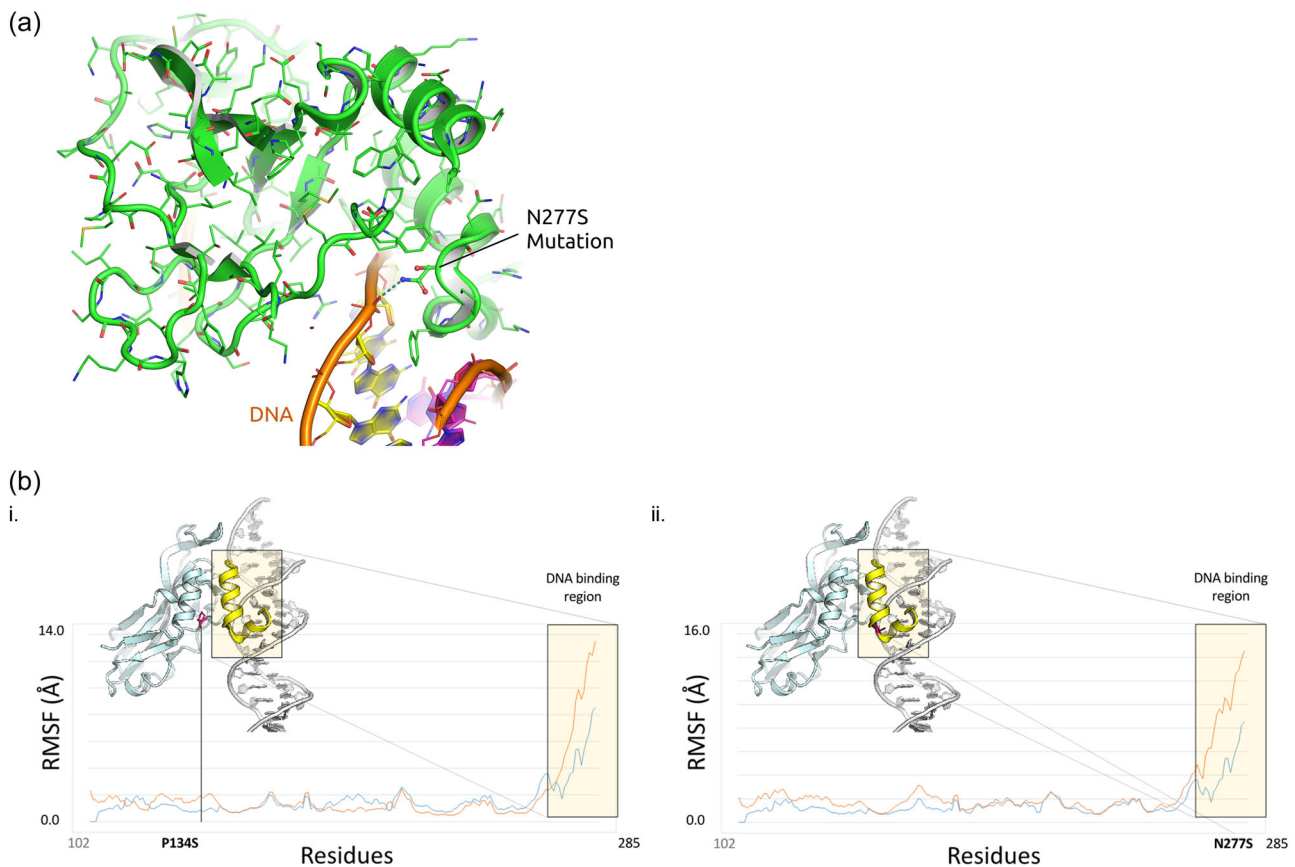 (a)
N277S
Mutation
DNA
(b)
i.
DNA binding
region
14.0
RMSF (Å)
0.0
102
P134S
Residues
285
ii.
DNA binding
region
16.0
RMSF (Å)
0.0
102
Residues
N277S
285